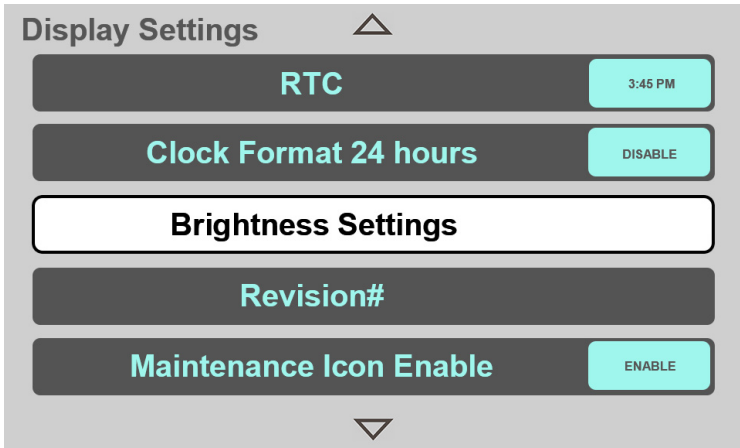 Display Settings
RTC
3:45 PM
Clock Format 24 hours
DISABLE
Brightness Settings
Revision#
Maintenance Icon Enable
ENABLE